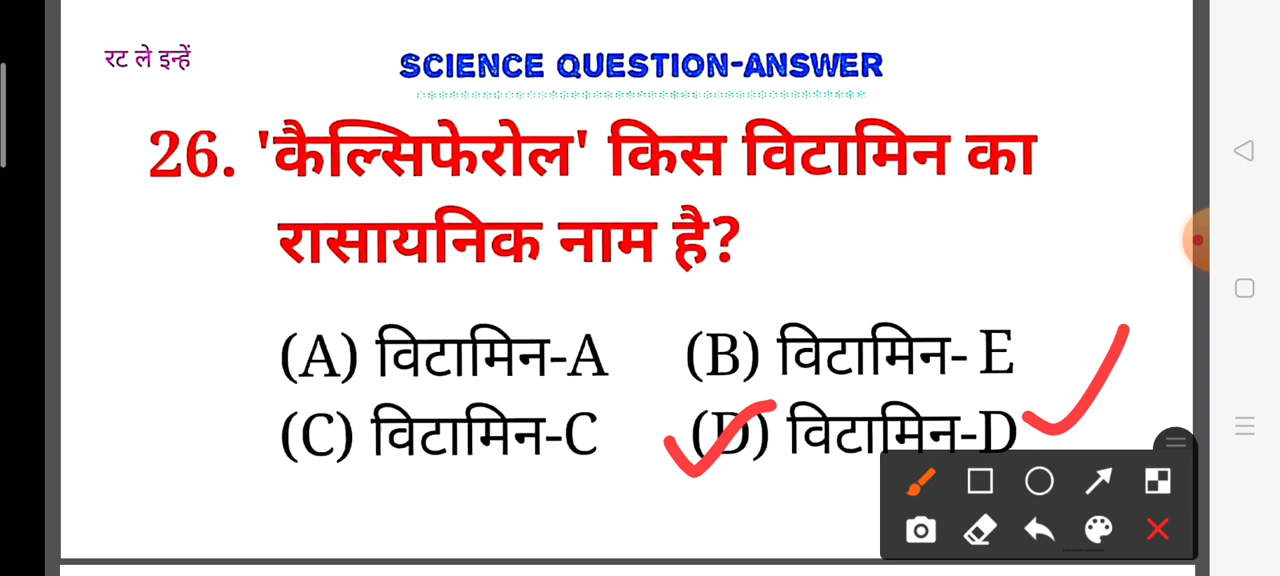 रट ले इन्हें
SCIENCE QUESTION-ANSWER
26. 'कैल्सिफेरोल' किस विटामिन का
रासायनिक नाम है?
(A) विटामिन-A (B) विटामिन- E
(C) विटामिन-C (D) विटामिन-D